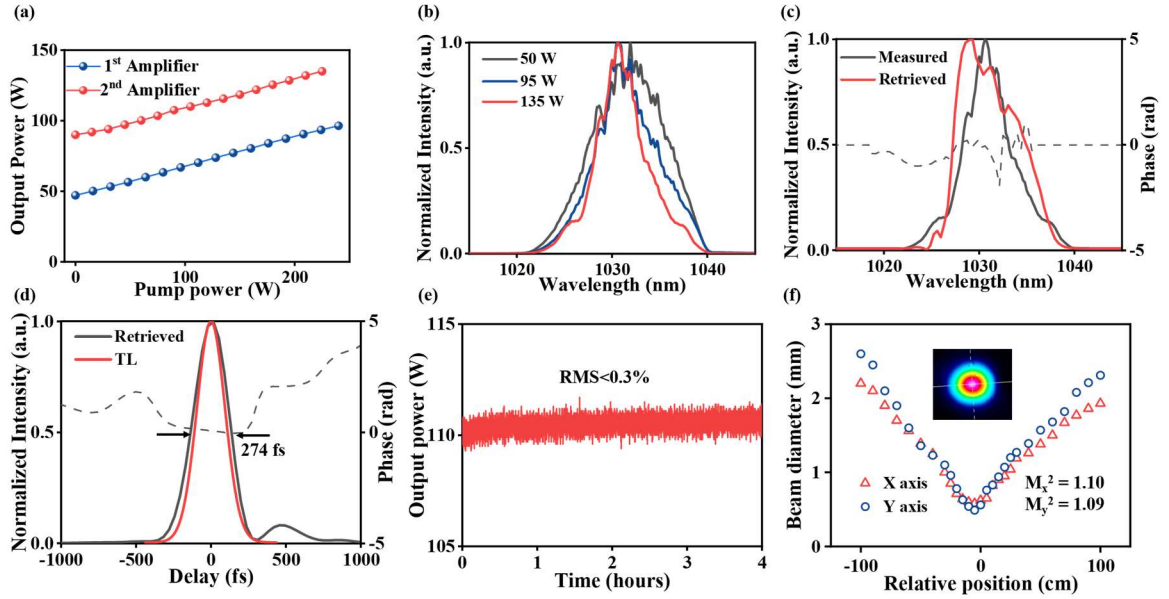 (a)
Output Power (W)
150
100
50
0
1st Amplifier
2nd Amplifier
0
100
200
Pump power (W)
(b)
Normalized Intensity (a.u.)
1.0
0.5
0.0
50 W
95 W
135 W
1020
1030
1040
Wavelength (nm)
(c)
Normalized Intensity (a.u.)
1.0
0.5
0.0
Measured
Retrieved
5
0
-5
Phase (rad)
1020
1030
1040
Wavelength (nm)
(d)
Normalized Intensity (a.u.)
1.0
0.5
0.0
Retrieved
TL
274 fs
5
0
-5
Phase (rad)
-1000
-500
0
500
1000
Delay (fs)
(e)
Output power (W)
115
110
105
RMS<0.3%
0
1
2
3
4
Time (hours)
(f)
Beam diameter (mm)
3
2
1
0
X axis
Y axis
Mx2 = 1.10
My2 = 1.09
-100
0
100
Relative position (cm)